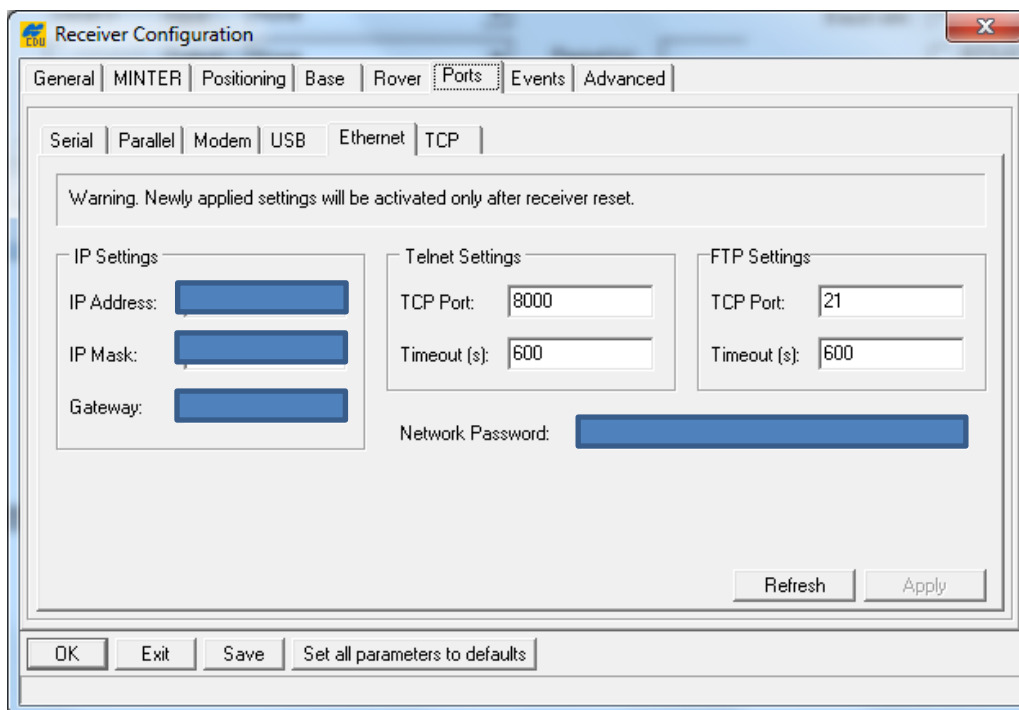 CDU Receiver Configuration
General MINTER Positioning Base Rover Ports Events Advanced
Serial Parallel Modem USB Ethernet TCP
Warning. Newly applied settings will be activated only after receiver reset.
IP Settings
IP Address:
IP Mask:
Gateway:
Telnet Settings
TCP Port: 8000
Timeout (s): 600
FTP Settings
TCP Port: 21
Timeout (s): 600
Network Password:
Refresh Apply
OK Exit Save Set all parameters to defaults